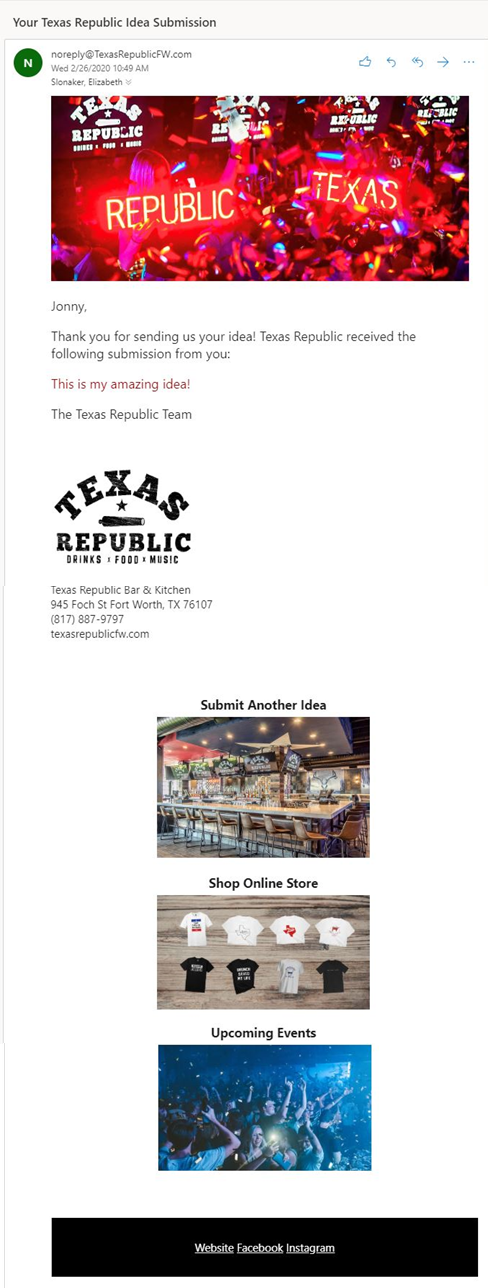 Your Texas Republic Idea Submission
N
noreply@TexasRepublicFW.com
Wed 2/26/2020 10:49 AM
Slonaker, Elizabeth
TEXAS
REPUBLIC
DRINKS x FOOD x MUSIC
REPUBLIC
TEXAS
REPUBLIC
TEXAS
Jonny,
Thank you for sending us your idea! Texas Republic received the
following submission from you:
This is my amazing idea!
The Texas Republic Team
TEXAS
REPUBLIC
DRINKS x FOOD x MUSIC
Texas Republic Bar & Kitchen
945 Foch St Fort Worth, TX 76107
(817) 887-9797
texasrepublicfw.com
Submit Another Idea
TEXAS
REPUBLIC
Shop Online Store
Upcoming Events
Website Facebook Instagram